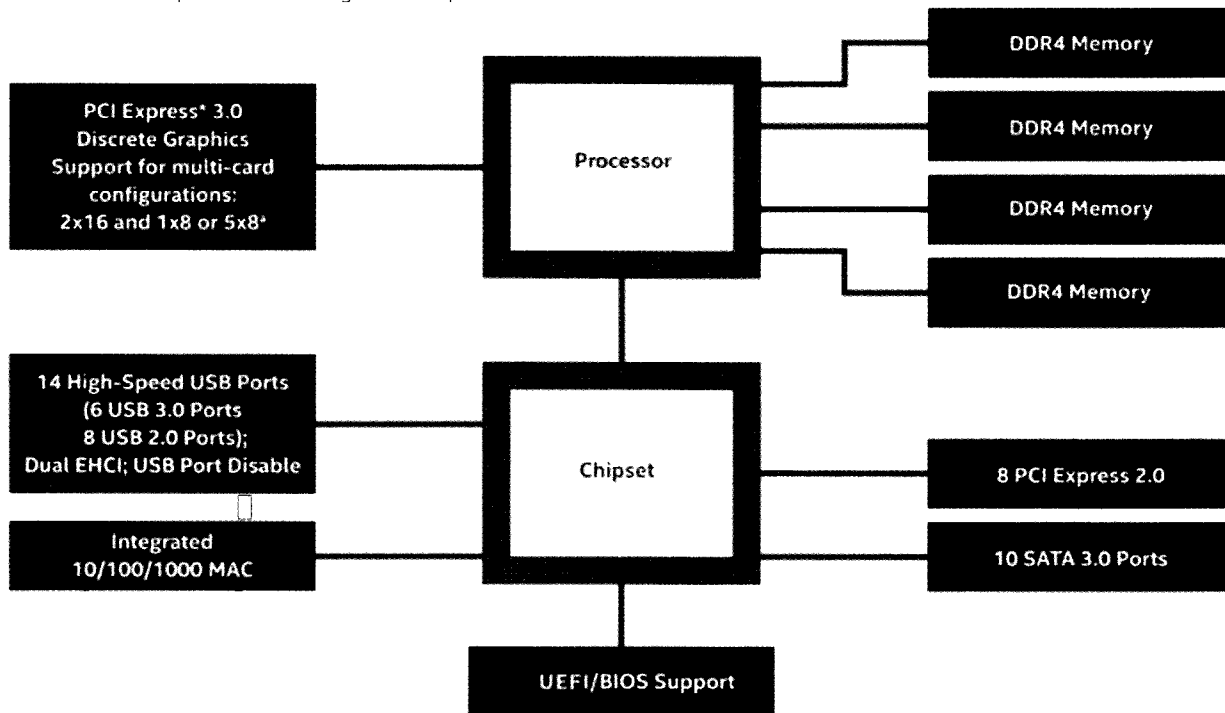 PCI Express* 3.0
Discrete Graphics
Support for multi-card
configurations:
2x16 and 1x8 or 5x8*
Processor
DDR4 Memory
DDR4 Memory
DDR4 Memory
DDR4 Memory
14 High-Speed USB Ports
(6 USB 3.0 Ports
8 USB 2.0 Ports);
Dual EHCI; USB Port Disable
Integrated
10/100/1000 MAC
Chipset
8 PCI Express 2.0
10 SATA 3.0 Ports
UEFI/BIOS Support